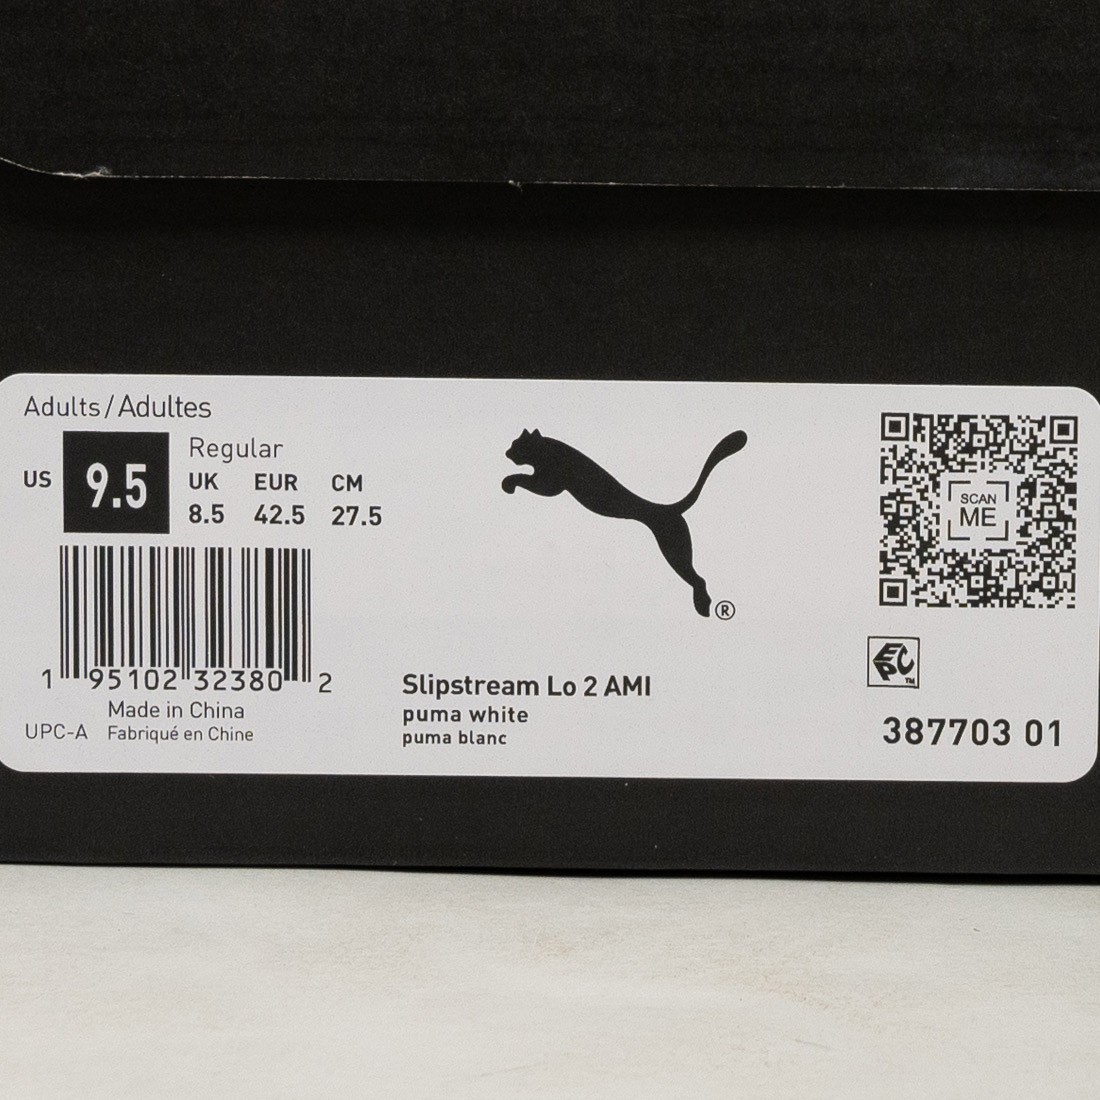 Adults/Adultes
US 9.5
Regular
UK EUR CM
8.5 42.5 27.5
1 95102 32380 2
Made in China
UPC-A Fabriqué en Chine
®
Slipstream Lo 2 AMI
puma white
puma blanc
SCAN
ME
EPC
TM
387703 01